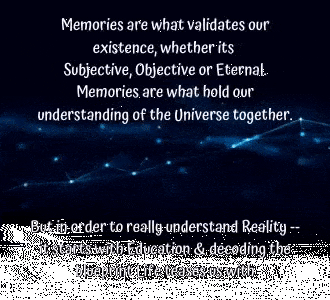 Memories are what validates our
existence, whether its
Subjective, Objective or Eternal.
Memories are what hold our
understanding of the Universe together.
But in order to really understand Reality --
it starts with Education & decoding the
with